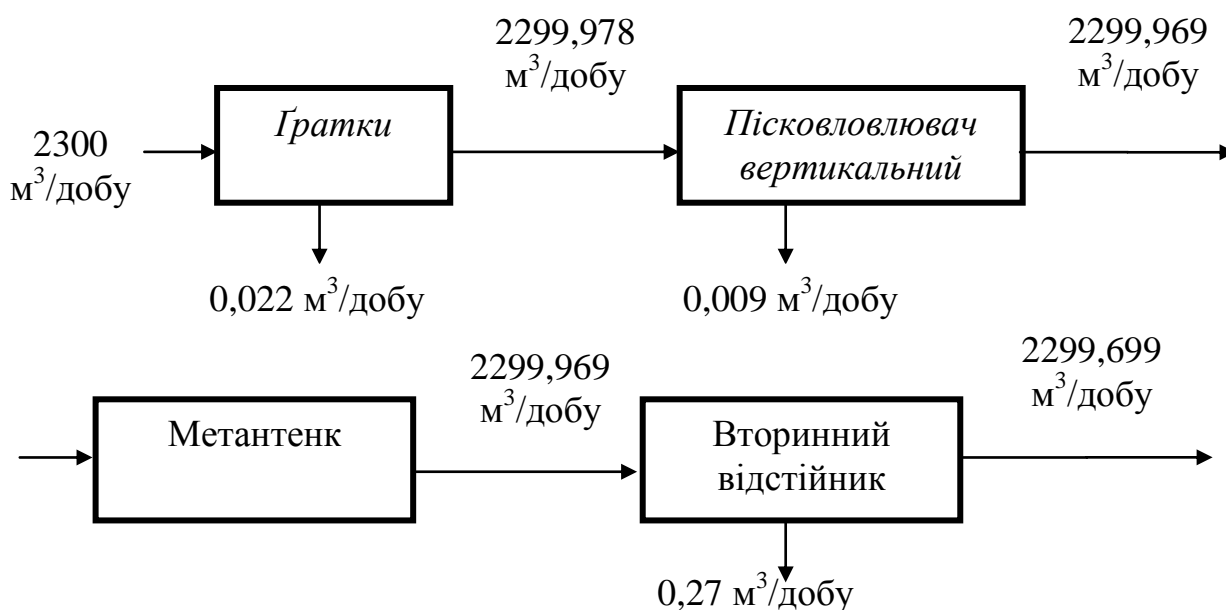 2299,978
м³/добу
2299,969
м³/добу
2300
м³/добу
Ґратки
Пісковловлювач
вертикальний
0,022 м³/добу
0,009 м³/добу
2299,969
м³/добу
2299,699
м³/добу
Метантенк
Вторинний
відстійник
0,27 м³/добу